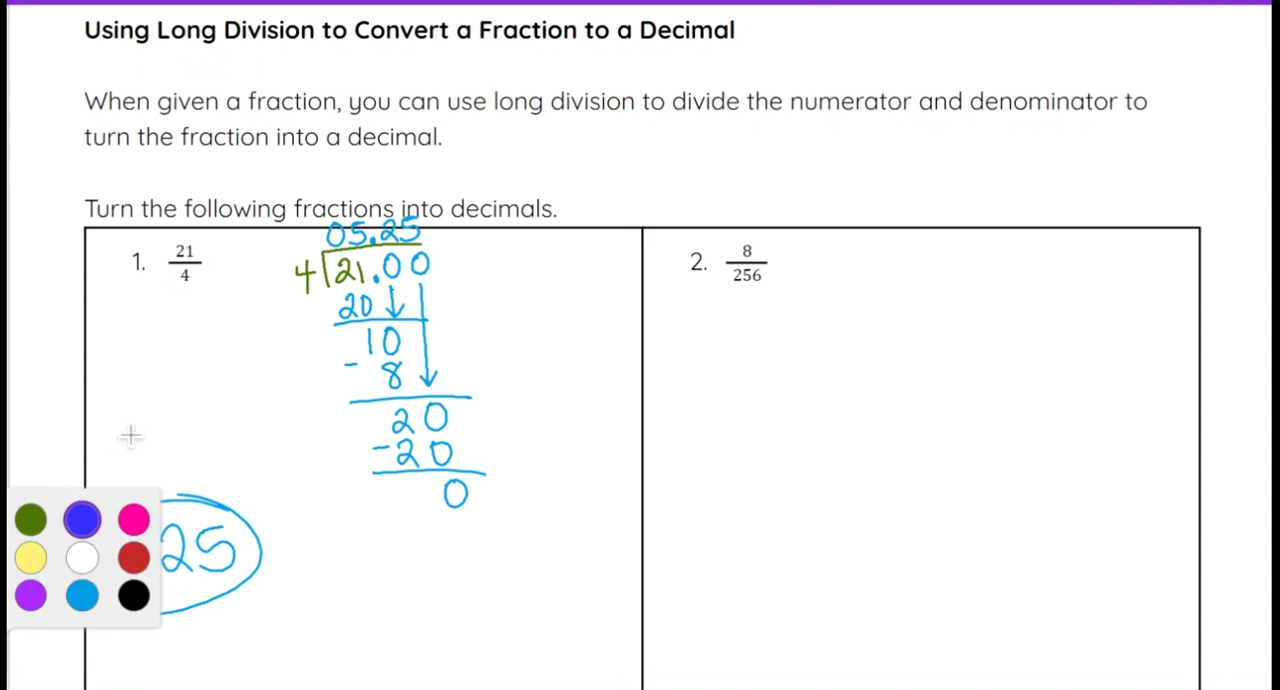 Using Long Division to Convert a Fraction to a Decimal
When given a fraction, you can use long division to divide the numerator and denominator to
turn the fraction into a decimal.
Turn the following fractions into decimals.
1. 21/4
05.25
4 21.00
20
10
- 8
20
-20
0
25
2. 8/256